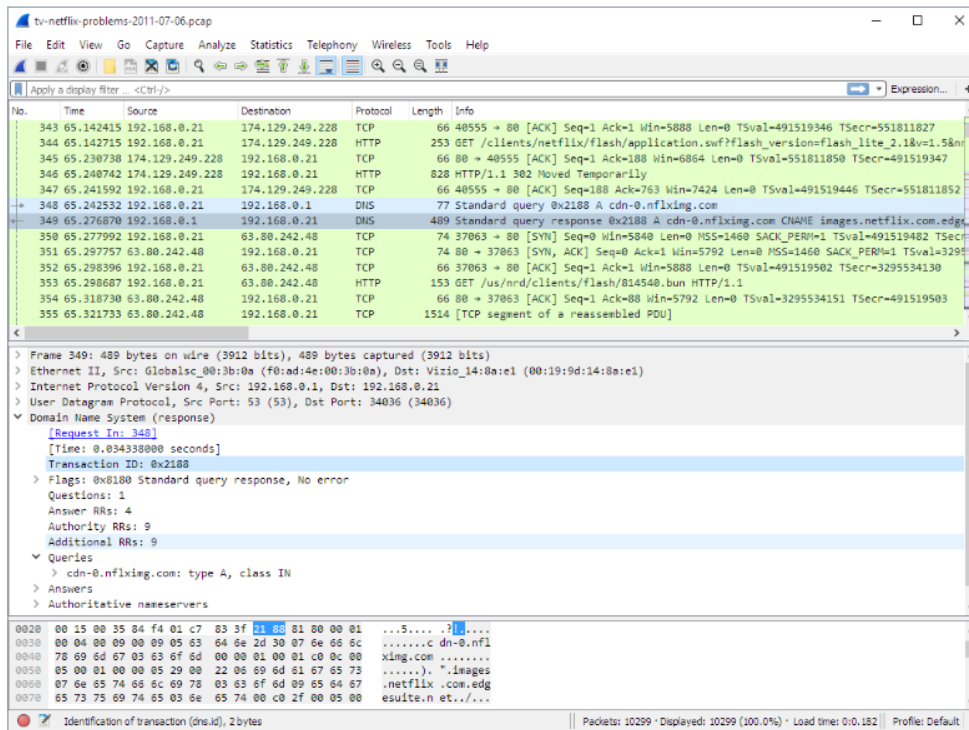 tv-netflix-problems-2011-07-06.pcap
File Edit View Go Capture Analyze Statistics Telephony Wireless Tools Help
Apply a display filter ... <Ctrl-/> Expression... +
No. Time Source Destination Protocol Length Info
343 65.142415 192.168.0.21 174.129.249.228 TCP 66 40555 → 80 [ACK] Seq=1 Ack=1 Win=5888 Len=0 TSval=491519346 TSecr=551811827
344 65.142715 192.168.0.21 174.129.249.228 HTTP 253 GET /clients/netflix/flash/application.swf?flash_version=flash_lite_2.1&v=1.5&nr
345 65.230738 174.129.249.228 192.168.0.21 TCP 66 80 → 40555 [ACK] Seq=1 Ack=188 Win=6864 Len=0 TSval=551811850 TSecr=491519347
346 65.240742 174.129.249.228 192.168.0.21 HTTP 828 HTTP/1.1 302 Moved Temporarily
347 65.241592 192.168.0.21 174.129.249.228 TCP 66 40555 → 80 [ACK] Seq=188 Ack=763 Win=7424 Len=0 TSval=491519446 TSecr=551811852
348 65.242532 192.168.0.21 192.168.0.1 DNS 77 Standard query 0x2188 A cdn-0.nflximg.com
349 65.276870 192.168.0.1 192.168.0.21 DNS 489 Standard query response 0x2188 A cdn-0.nflximg.com CNAME images.netflix.com.edge
350 65.277992 192.168.0.21 63.80.242.48 TCP 74 37063 → 80 [SYN] Seq=0 Win=5840 Len=0 MSS=1460 SACK_PERM=1 TSval=491519482 TSecr
351 65.297757 63.80.242.48 192.168.0.21 TCP 74 80 → 37063 [SYN, ACK] Seq=0 Ack=1 Win=5792 Len=0 MSS=1460 SACK_PERM=1 TSval=3295
352 65.298396 192.168.0.21 63.80.242.48 TCP 66 37063 → 80 [ACK] Seq=1 Ack=1 Win=5888 Len=0 TSval=491519502 TSecr=3295534130
353 65.298687 192.168.0.21 63.80.242.48 HTTP 153 GET /us/nrd/clients/flash/814540.bun HTTP/1.1
354 65.318730 63.80.242.48 192.168.0.21 TCP 66 80 → 37063 [ACK] Seq=1 Ack=88 Win=5792 Len=0 TSval=3295534151 TSecr=491519503
355 65.321733 63.80.242.48 192.168.0.21 TCP 1514 [TCP segment of a reassembled PDU]
Frame 349: 489 bytes on wire (3912 bits), 489 bytes captured (3912 bits)
Ethernet II, Src: Globalsc_00:3b:0a (f0:ad:4e:00:3b:0a), Dst: Vizio_14:8a:e1 (00:19:9d:14:8a:e1)
Internet Protocol Version 4, Src: 192.168.0.1, Dst: 192.168.0.21
User Datagram Protocol, Src Port: 53 (53), Dst Port: 34036 (34036)
Domain Name System (response)
[Request In: 348]
[Time: 0.034338000 seconds]
Transaction ID: 0x2188
Flags: 0x8180 Standard query response, No error
Questions: 1
Answer RRs: 4
Authority RRs: 9
Additional RRs: 9
Queries
cdn-0.nflximg.com: type A, class IN
Answers
Authoritative nameservers
0020 00 15 00 35 84 f4 01 c7 83 3f 21 88 81 80 00 01 ...5.... .?!.....
0030 00 04 00 09 00 09 05 63 64 6e 2d 30 07 6e 66 6c .......c dn-0.nfl
0040 78 69 6d 67 03 63 6f 6d 00 00 01 00 01 c0 0c 00 ximg.com ........
0050 05 00 01 00 00 05 29 00 22 06 69 6d 61 67 65 73 ......). ".images
0060 07 6e 65 74 66 6c 69 78 03 63 6f 6d 09 65 64 67 .netflix .com.edg
0070 65 73 75 69 74 65 03 6e 65 74 00 c0 2f 00 05 00 esuite.n et../...
Identification of transaction (dns.id), 2 bytes Packets: 10299 · Displayed: 10299 (100.0%) · Load time: 0:0.182 Profile: Default